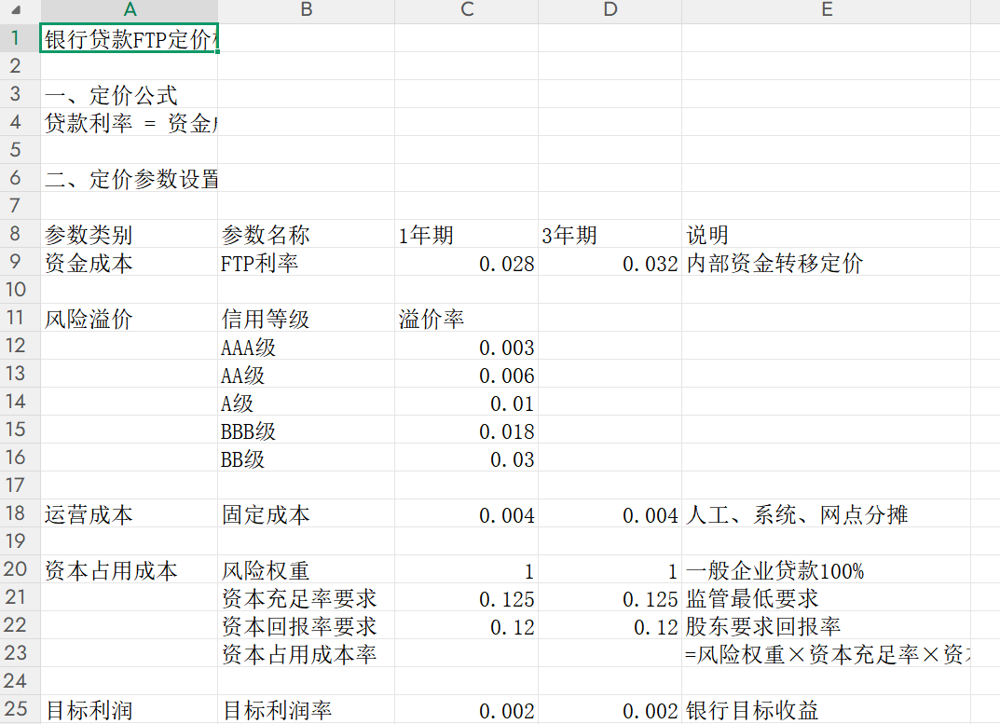 A B C D E
1 银行贷款FTP定价
2
3 一、定价公式
4 贷款利率 = 资金
5
6 二、定价参数设置
7
8 参数类别 参数名称 1年期 3年期 说明
9 资金成本 FTP利率 0.028 0.032 内部资金转移定价
10
11 风险溢价 信用等级 溢价率
12 AAA级 0.003
13 AA级 0.006
14 A级 0.01
15 BBB级 0.018
16 BB级 0.03
17
18 运营成本 固定成本 0.004 0.004 人工、系统、网点分摊
19
20 资本占用成本 风险权重 1 1 一般企业贷款100%
21 资本充足率要求 0.125 0.125 监管最低要求
22 资本回报率要求 0.12 0.12 股东要求回报率
23 资本占用成本率 =风险权重×资本充足率×资
24
25 目标利润 目标利润率 0.002 0.002 银行目标收益